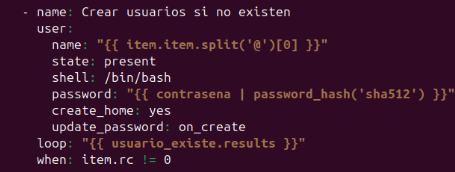 - name: Crear usuarios si no existen
user:
name: "{{ item.item.split('@')[0] }}"
state: present
shell: /bin/bash
password: "{{ contrasena | password_hash('sha512') }}"
create_home: yes
update_password: on_create
loop: "{{ usuario_existe.results }}"
when: item.rc != 0